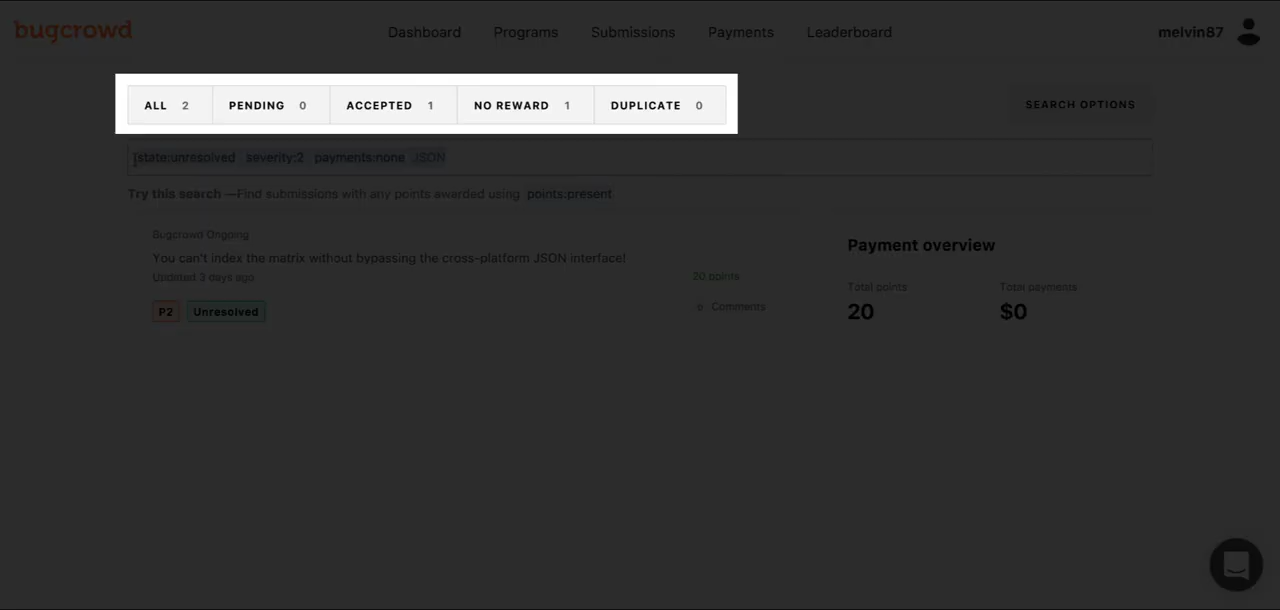 bugcrowd Dashboard Programs Submissions Payments Leaderboard melvin87
ALL 2 PENDING 0 ACCEPTED 1 NO REWARD 1 DUPLICATE 0 SEARCH OPTIONS
state:unresolved severity:2 payments:none JSON
Try this search —Find submissions with any points awarded using points:present
Bugcrowd Ongoing
You can't index the matrix without bypassing the cross-platform JSON interface!
Updated 3 days ago
20 points
P2 Unresolved
0 Comments
Payment overview
Total points Total payments
20 $0